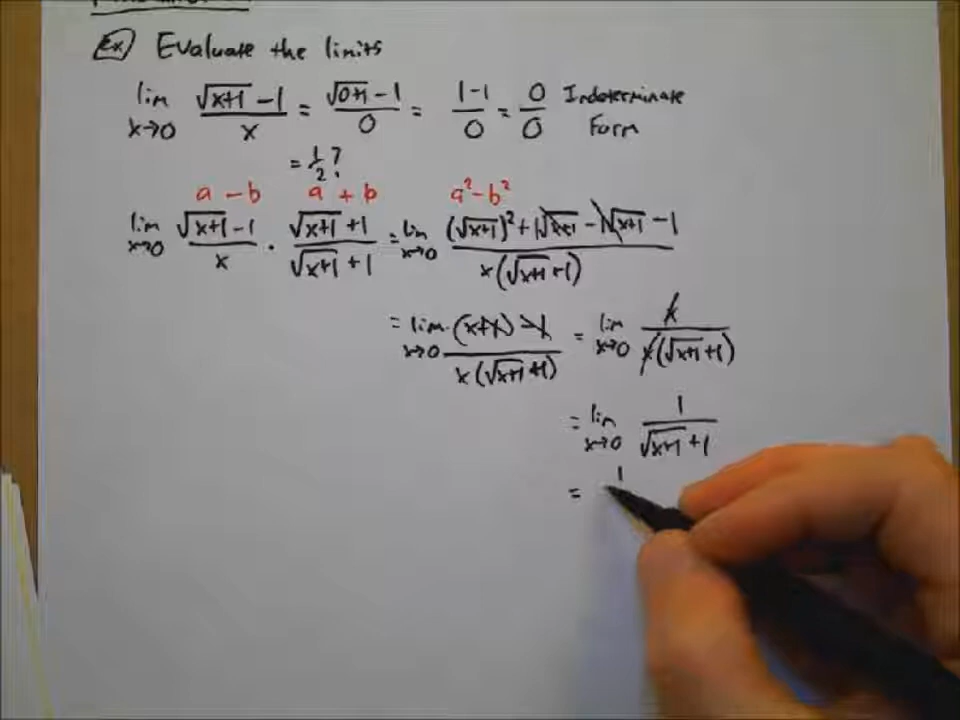 Ex Evaluate the limits
lim x→0 (√(x+1) - 1)/x = (√(0+1) - 1)/0 = (1-1)/0 = 0/0 Indeterminate Form
= 1/2 ?
a - b a + b a² - b²
lim x→0 (√(x+1) - 1)/x · (√(x+1) + 1)/(√(x+1) + 1) = lim x→0 ((√(x+1))² + 1√(x+1) - 1√(x+1) - 1)/(x(√(x+1) + 1))
= lim x→0 ((x+1) - 1)/(x(√(x+1) + 1)) = lim x→0 x/(x(√(x+1) + 1))
= lim x→0 1/(√(x+1) + 1)
= 1